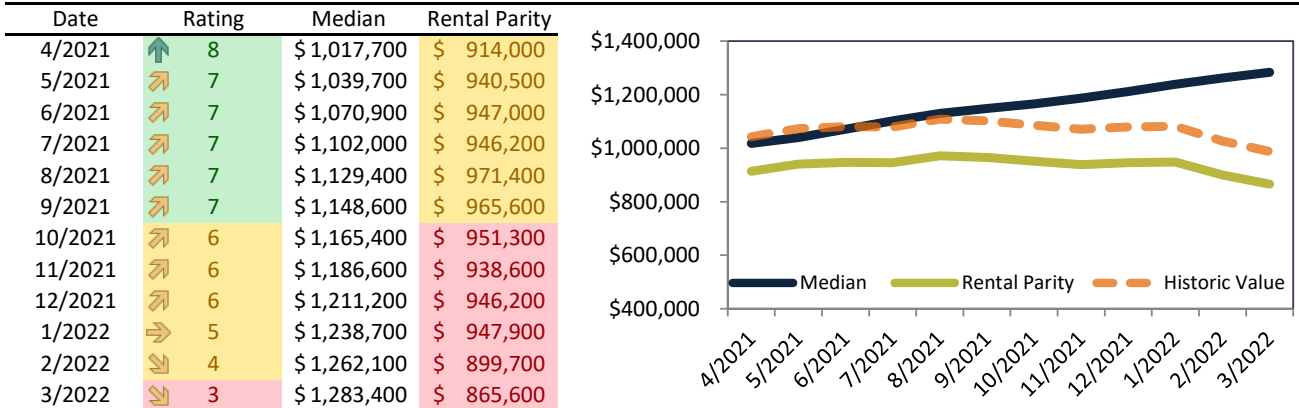 Date Rating Median Rental Parity
4/2021 8 $1,017,700 $ 914,000
5/2021 7 $1,039,700 $ 940,500
6/2021 7 $1,070,900 $ 947,000
7/2021 7 $1,102,000 $ 946,200
8/2021 7 $1,129,400 $ 971,400
9/2021 7 $1,148,600 $ 965,600
10/2021 6 $1,165,400 $ 951,300
11/2021 6 $1,186,600 $ 938,600
12/2021 6 $1,211,200 $ 946,200
1/2022 5 $1,238,700 $ 947,900
2/2022 4 $1,262,100 $ 899,700
3/2022 3 $1,283,400 $ 865,600
$1,400,000
$1,200,000
$1,000,000
$800,000
$600,000
$400,000
Median Rental Parity Historic Value
4/2021 5/2021 6/2021 7/2021 8/2021 9/2021 10/2021 11/2021 12/2021 1/2022 2/2022 3/2022